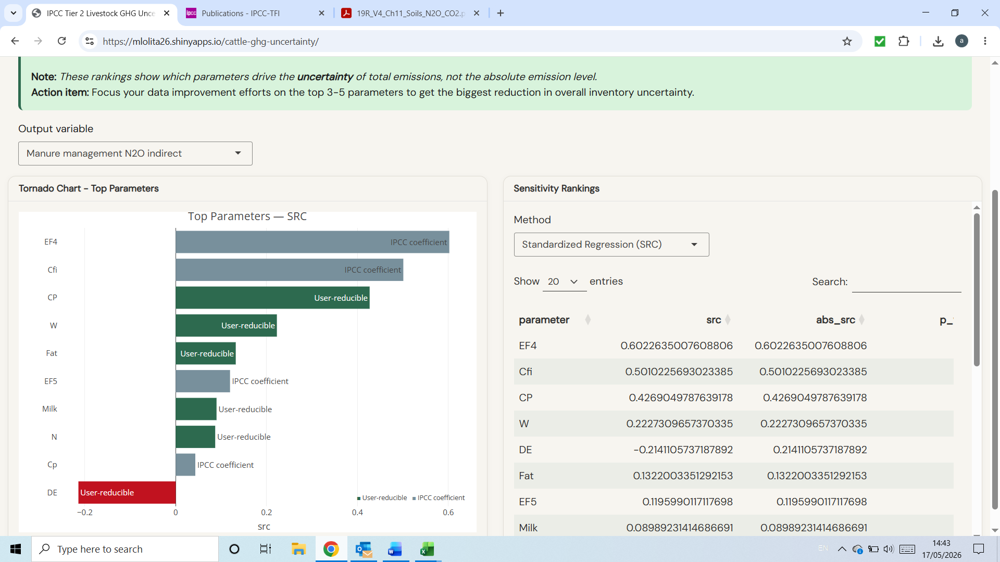 IPCC Tier 2 Livestock GHG Unce
Publications - IPCC-TFI
19R_V4_Ch11_Soils_N2O_CO2.p
https://mlolita26.shinyapps.io/cattle-ghg-uncertainty/
a
Note: These rankings show which parameters drive the uncertainty of total emissions, not the absolute emission level.
Action item: Focus your data improvement efforts on the top 3-5 parameters to get the biggest reduction in overall inventory uncertainty.
Output variable
Manure management N2O indirect
Tornado Chart - Top Parameters
Top Parameters — SRC
EF4 IPCC coefficient
Cfi IPCC coefficient
CP User-reducible
W User-reducible
Fat User-reducible
EF5 IPCC coefficient
Milk User-reducible
N User-reducible
Cp IPCC coefficient
DE User-reducible
User-reducible IPCC coefficient
−0.2 0 0.2 0.4 0.6
src
Sensitivity Rankings
Method
Standardized Regression (SRC)
Show 20 entries Search:
parameter src abs_src p_
EF4 0.6022635007608806 0.6022635007608806
Cfi 0.5010225693023385 0.5010225693023385
CP 0.4269049787639178 0.4269049787639178
W 0.2227309657370335 0.2227309657370335
DE -0.2141105737187892 0.2141105737187892
Fat 0.1322003351292153 0.1322003351292153
EF5 0.1195990117117698 0.1195990117117698
Milk 0.08989231414686691 0.08989231414686691
Type here to search
EN
14:43
17/05/2026